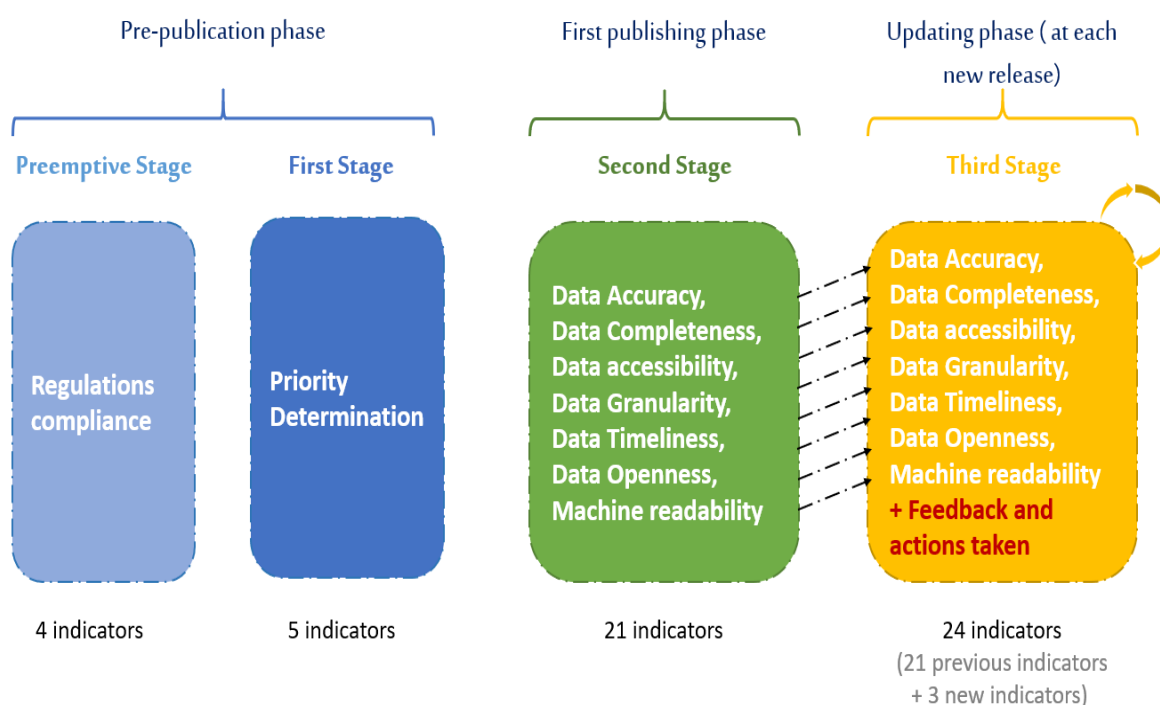 Pre-publication phase
First publishing phase
Updating phase ( at each
new release)
Preemptive Stage
First Stage
Second Stage
Third Stage
Regulations
compliance
Priority
Determination
Data Accuracy,
Data Completeness,
Data accessibility,
Data Granularity,
Data Timeliness,
Data Openness,
Machine readability
Data Accuracy,
Data Completeness,
Data accessibility,
Data Granularity,
Data Timeliness,
Data Openness,
Machine readability
+ Feedback and
actions taken
4 indicators
5 indicators
21 indicators
24 indicators
(21 previous indicators
+ 3 new indicators)